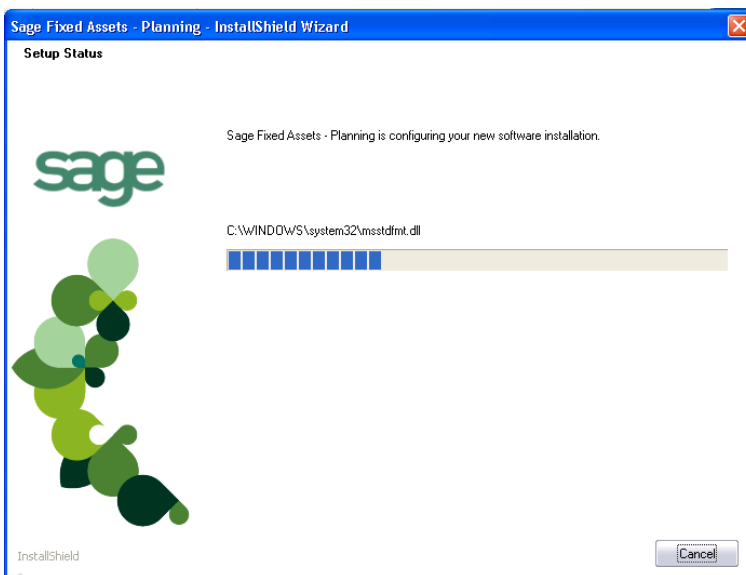 Sage Fixed Assets - Planning - InstallShield Wizard
Setup Status
Sage Fixed Assets - Planning is configuring your new software installation.
sage
C:\WINDOWS\system32\msstdfmt.dll
InstallShield
Cancel